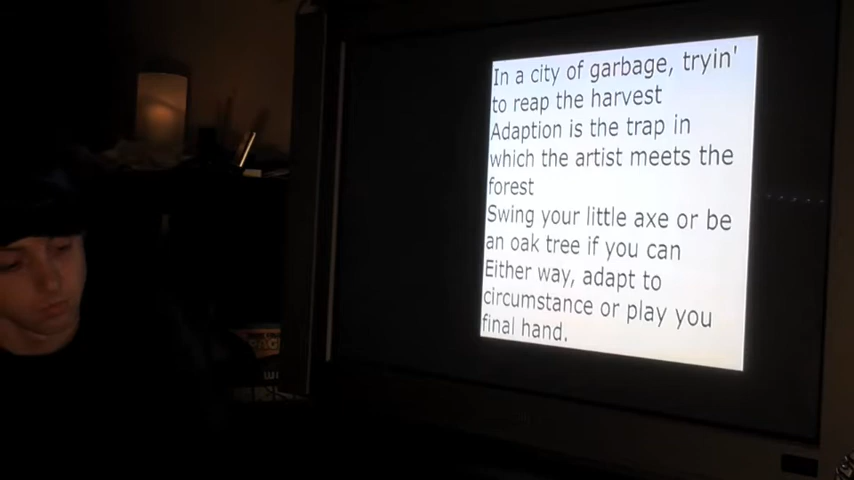 In a city of garbage, tryin'
to reap the harvest
Adaption is the trap in
which the artist meets the
forest
Swing your little axe or be
an oak tree if you can
Either way, adapt to
circumstance or play you
final hand.